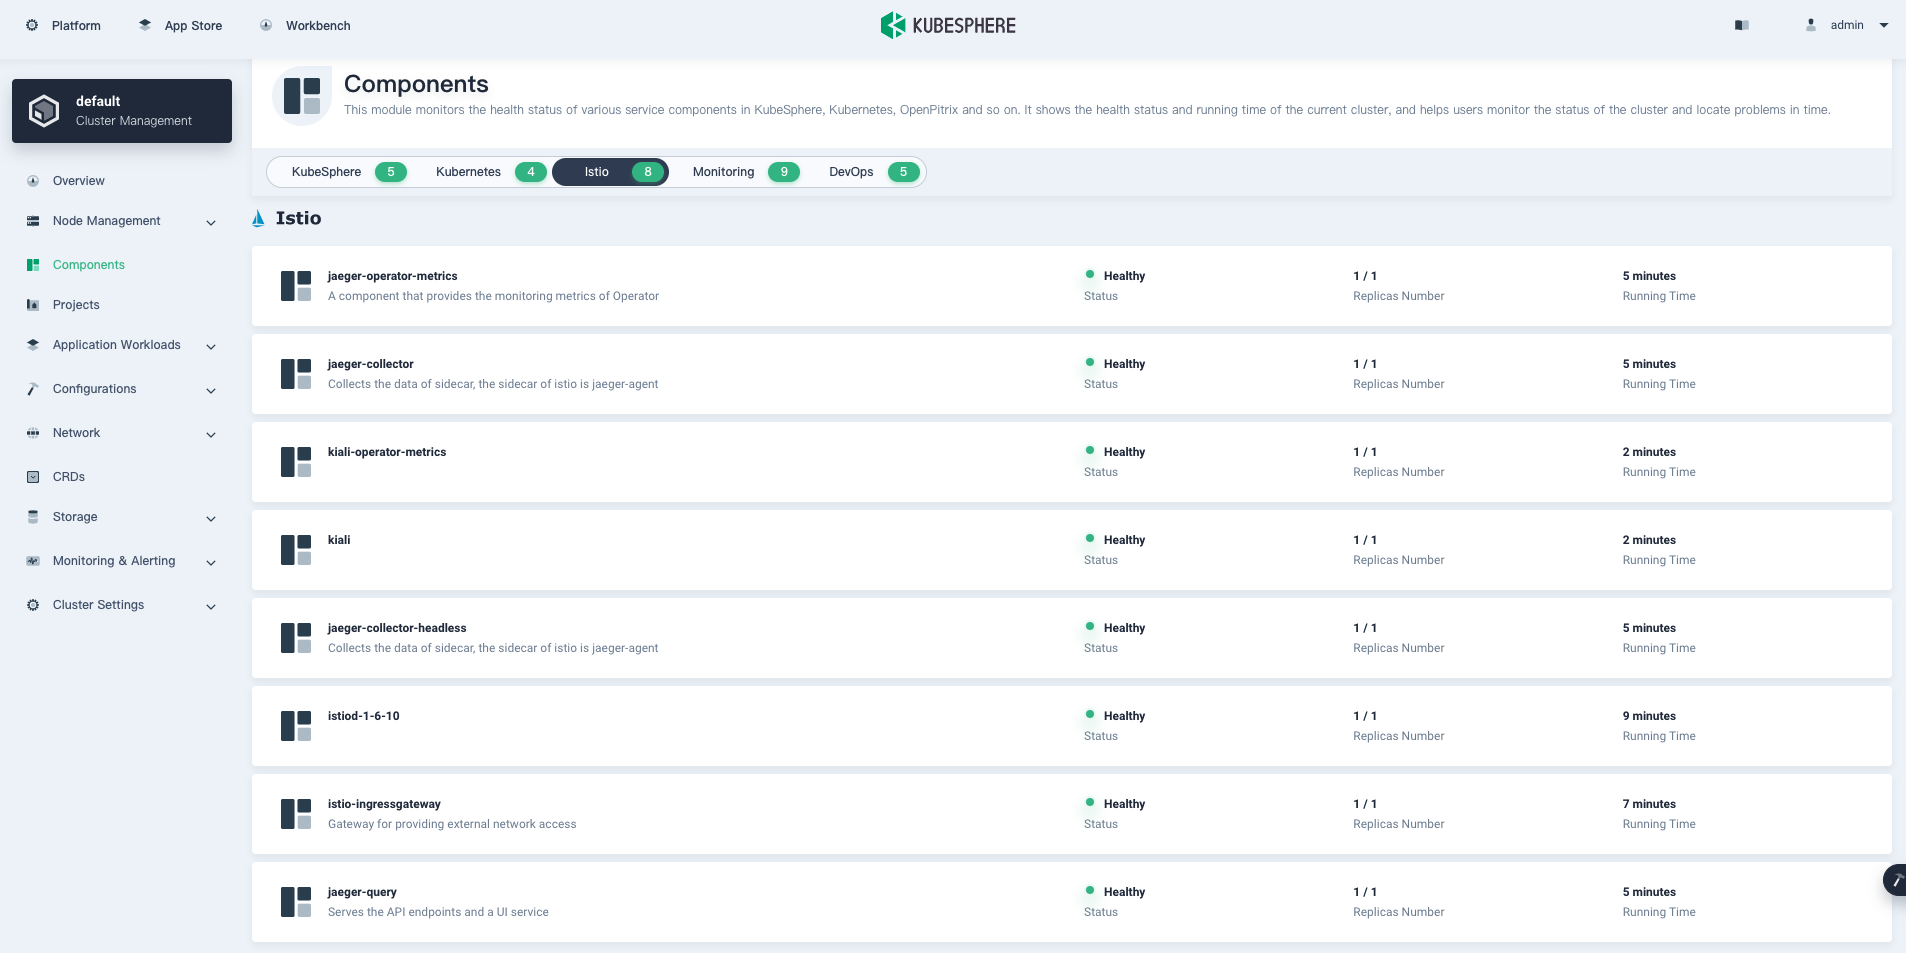 Platform
App Store
Workbench
KUBESPHERE
admin
default
Cluster Management
Overview
Node Management
Components
Projects
Application Workloads
Configurations
Network
CRDs
Storage
Monitoring & Alerting
Cluster Settings
Components
This module monitors the health status of various service components in KubeSphere, Kubernetes, OpenPitrix and so on. It shows the health status and running time of the current cluster, and helps users monitor the status of the cluster and locate problems in time.
KubeSphere 5 Kubernetes 4 Istio 8 Monitoring 9 DevOps 5
Istio
jaeger-operator-metrics Healthy 1 / 1 5 minutes
A component that provides the monitoring metrics of Operator Status Replicas Number Running Time
jaeger-collector Healthy 1 / 1 5 minutes
Collects the data of sidecar, the sidecar of istio is jaeger-agent Status Replicas Number Running Time
kiali-operator-metrics Healthy 1 / 1 2 minutes
Status Replicas Number Running Time
kiali Healthy 1 / 1 2 minutes
Status Replicas Number Running Time
jaeger-collector-headless Healthy 1 / 1 5 minutes
Collects the data of sidecar, the sidecar of istio is jaeger-agent Status Replicas Number Running Time
istiod-1-6-10 Healthy 1 / 1 9 minutes
Status Replicas Number Running Time
istio-ingressgateway Healthy 1 / 1 7 minutes
Gateway for providing external network access Status Replicas Number Running Time
jaeger-query Healthy 1 / 1 5 minutes
Serves the API endpoints and a UI service Status Replicas Number Running Time